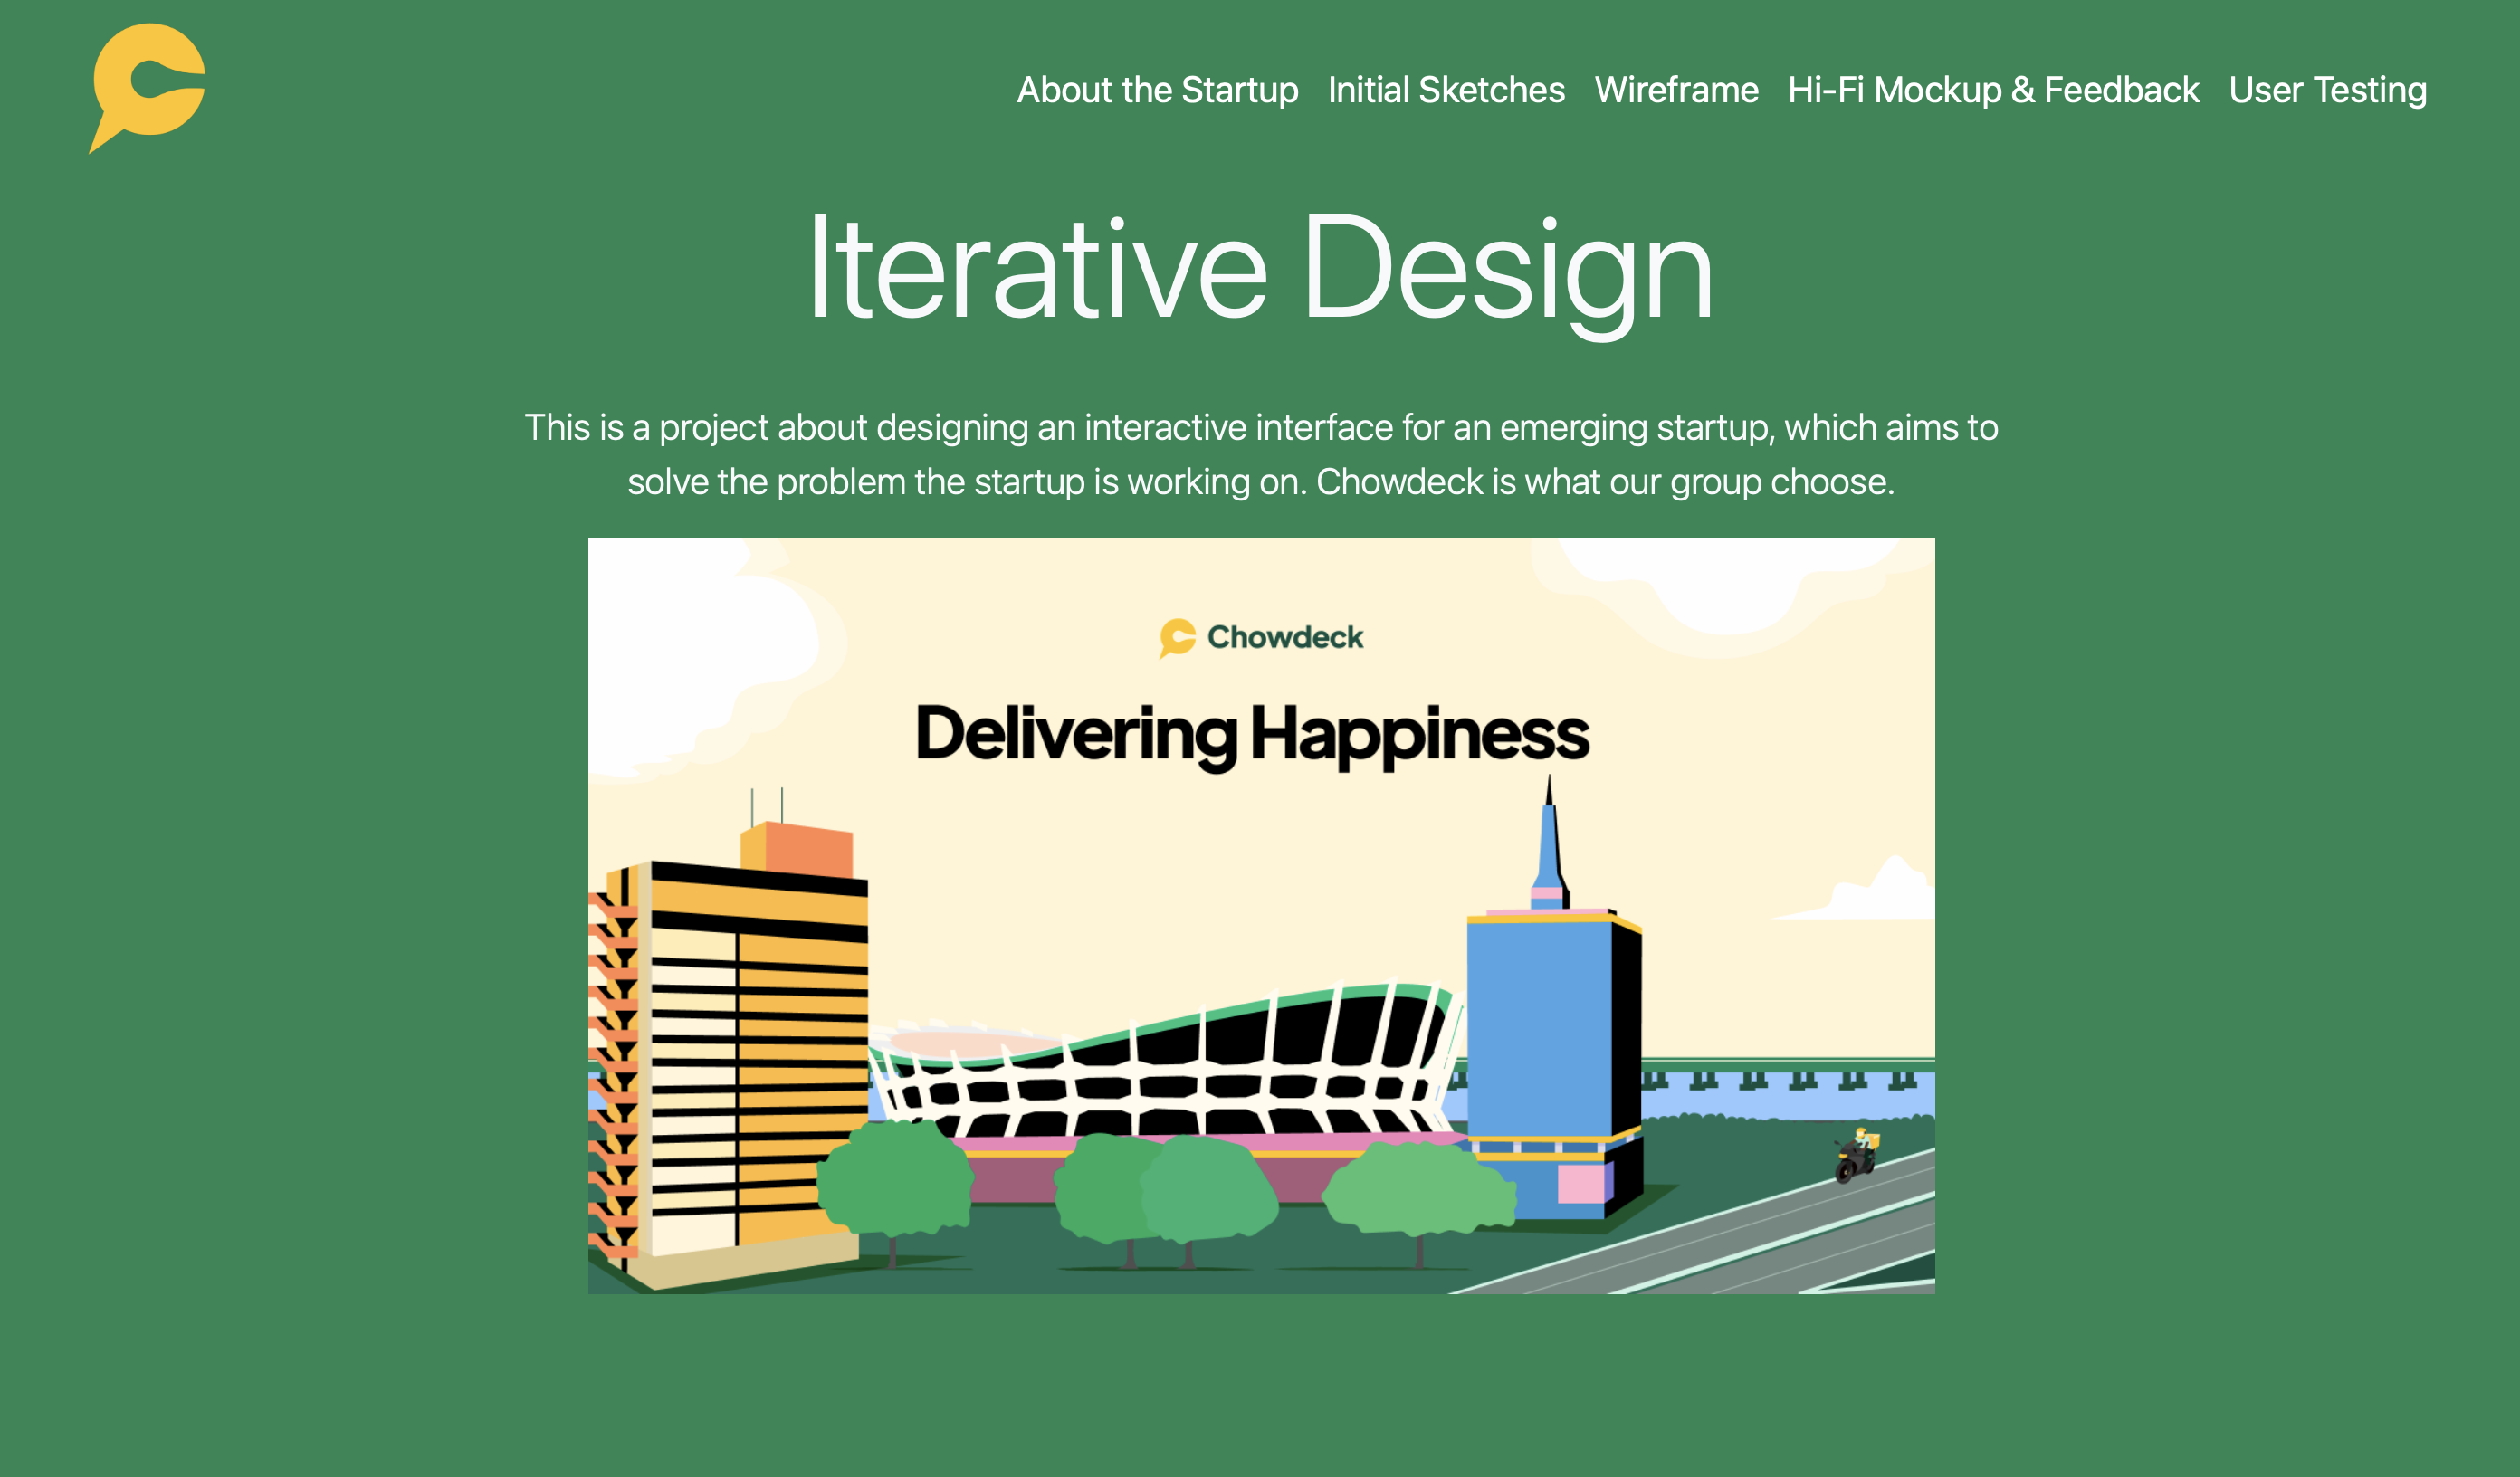 About the Startup Initial Sketches Wireframe Hi-Fi Mockup & Feedback User Testing
Iterative Design
This is a project about designing an interactive interface for an emerging startup, which aims to
solve the problem the startup is working on. Chowdeck is what our group choose.
Chowdeck
Delivering Happiness